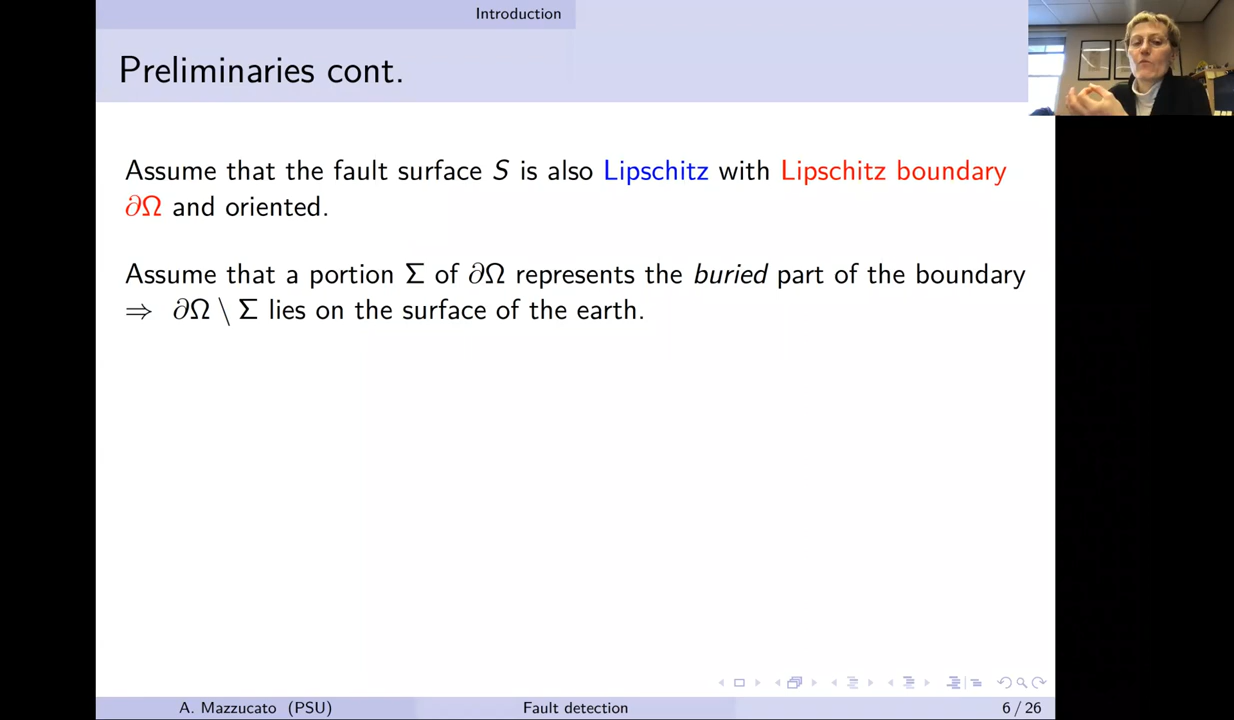 Introduction
Preliminaries cont.
Assume that the fault surface S is also Lipschitz with Lipschitz boundary
∂Ω and oriented.
Assume that a portion Σ of ∂Ω represents the buried part of the boundary
⇒ ∂Ω \ Σ lies on the surface of the earth.
A. Mazzucato (PSU)
Fault detection
6 / 26